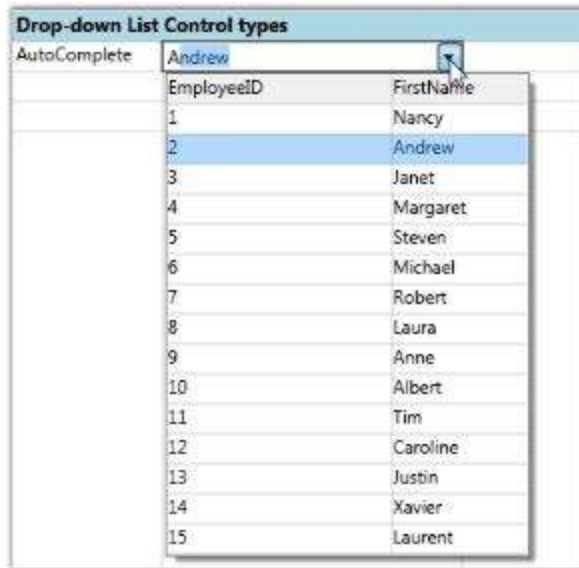 Drop-down List Control types
AutoComplete Andrew
EmployeeID FirstName
1 Nancy
2 Andrew
3 Janet
4 Margaret
5 Steven
6 Michael
7 Robert
8 Laura
9 Anne
10 Albert
11 Tim
12 Caroline
13 Justin
14 Xavier
15 Laurent